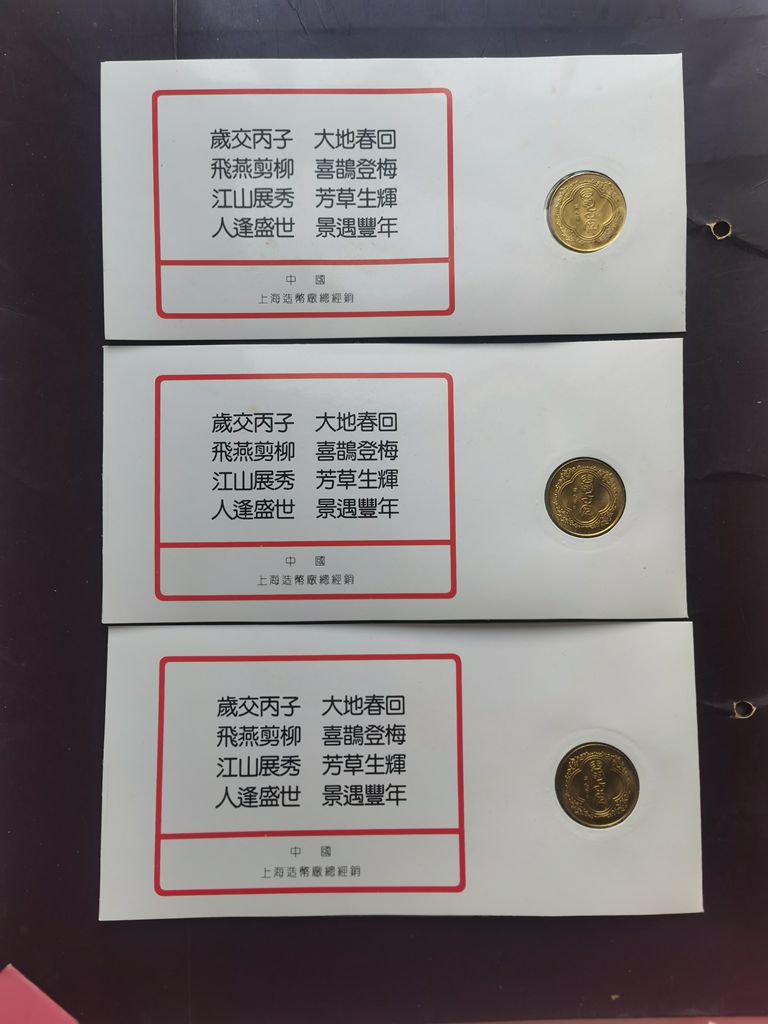 歲交丙子　大地春回
飛燕剪柳　喜鵲登梅
江山展秀　芳草生輝
人逢盛世　景遇豐年
中　國
上海造幣廠總經銷
歲交丙子　大地春回
飛燕剪柳　喜鵲登梅
江山展秀　芳草生輝
人逢盛世　景遇豐年
中　國
上海造幣廠總經銷
歲交丙子　大地春回
飛燕剪柳　喜鵲登梅
江山展秀　芳草生輝
人逢盛世　景遇豐年
中　國
上海造幣廠總經銷